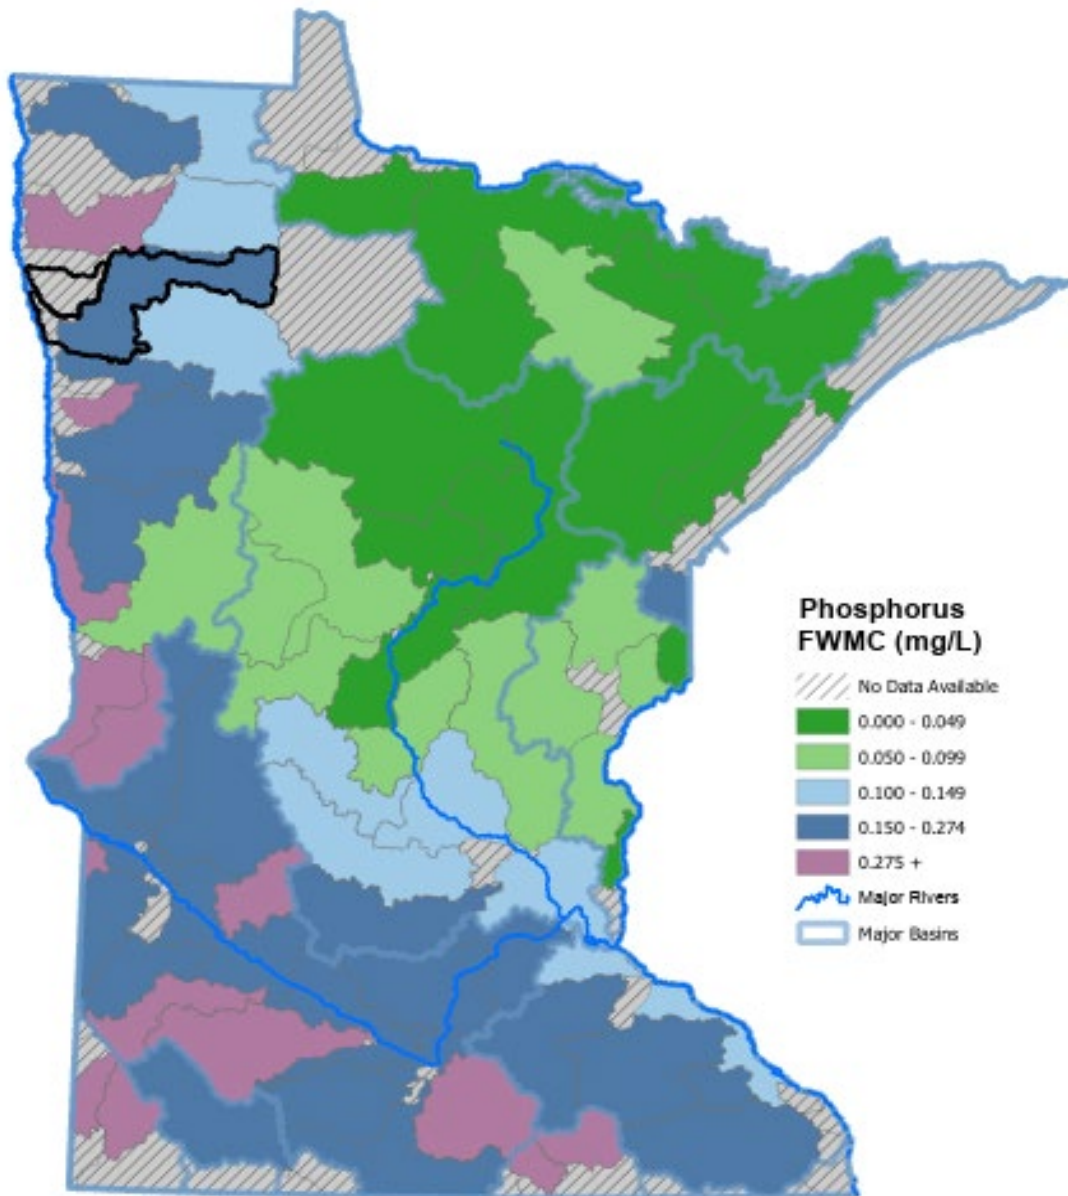 Phosphorus
FWMC (mg/L)
No Data Available
0.000 - 0.049
0.050 - 0.099
0.100 - 0.149
0.150 - 0.274
0.275 +
Major Rivers
Major Basins